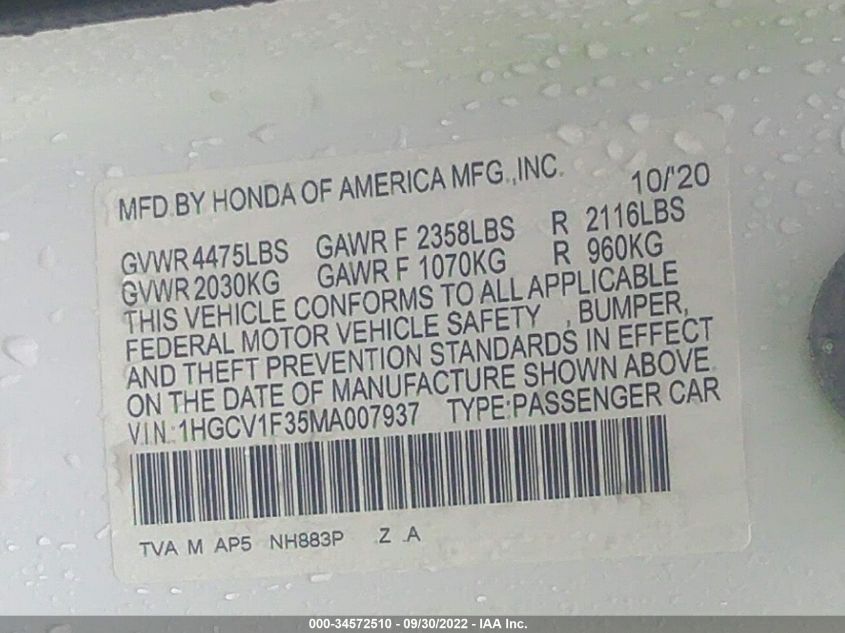 MFD.BY HONDA OF AMERICA MFG.,INC. 10/'20
GVWR 4475LBS GAWR F 2358LBS R 2116LBS
GVWR 2030KG GAWR F 1070KG R 960KG
THIS VEHICLE CONFORMS TO ALL APPLICABLE
FEDERAL MOTOR VEHICLE SAFETY , BUMPER,
AND THEFT PREVENTION STANDARDS IN EFFECT
ON THE DATE OF MANUFACTURE SHOWN ABOVE.
V.I.N.:1HGCV1F35MA007937 TYPE:PASSENGER CAR
TVA M AP5 NH883P Z A
000-34572510 - 09/30/2022 - IAA Inc.